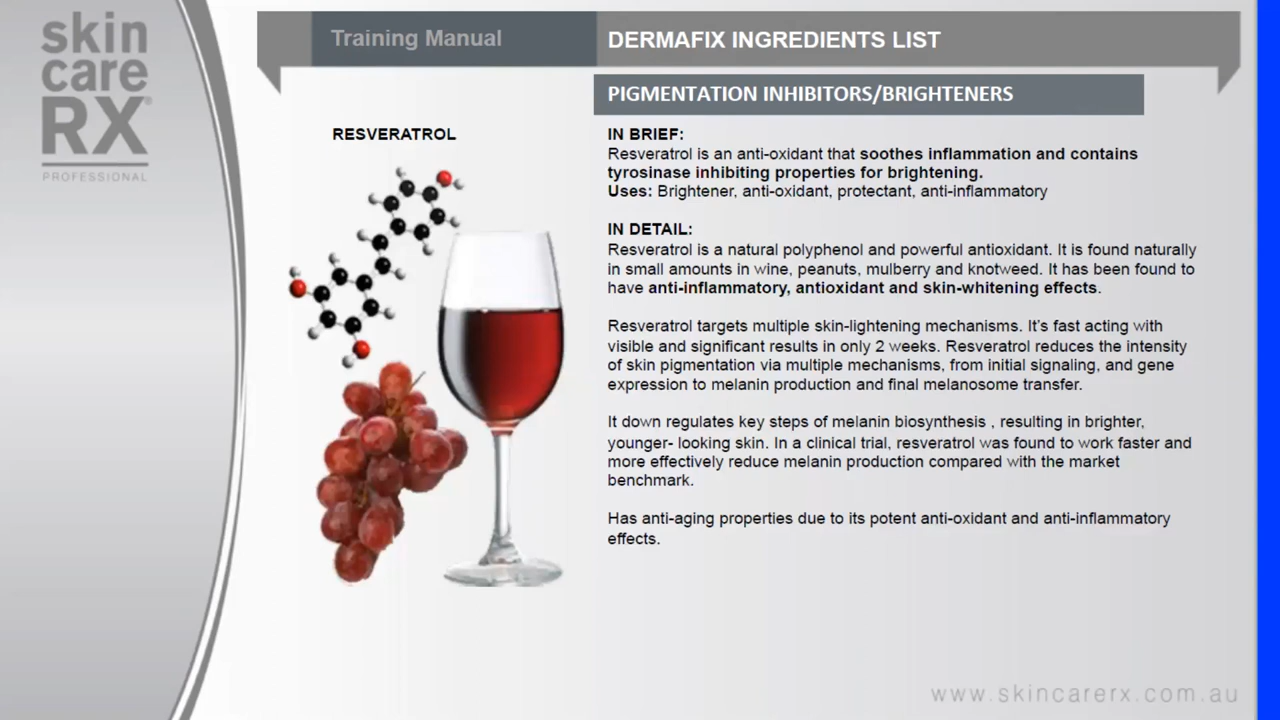 skin
care
RX®
PROFESSIONAL
Training Manual
DERMAFIX INGREDIENTS LIST
PIGMENTATION INHIBITORS/BRIGHTENERS
RESVERATROL
IN BRIEF:
Resveratrol is an anti-oxidant that soothes inflammation and contains
tyrosinase inhibiting properties for brightening.
Uses: Brightener, anti-oxidant, protectant, anti-inflammatory
IN DETAIL:
Resveratrol is a natural polyphenol and powerful antioxidant. It is found naturally
in small amounts in wine, peanuts, mulberry and knotweed. It has been found to
have anti-inflammatory, antioxidant and skin-whitening effects.
Resveratrol targets multiple skin-lightening mechanisms. It's fast acting with
visible and significant results in only 2 weeks. Resveratrol reduces the intensity
of skin pigmentation via multiple mechanisms, from initial signaling, and gene
expression to melanin production and final melanosome transfer.
It down regulates key steps of melanin biosynthesis , resulting in brighter,
younger- looking skin. In a clinical trial, resveratrol was found to work faster and
more effectively reduce melanin production compared with the market
benchmark.
Has anti-aging properties due to its potent anti-oxidant and anti-inflammatory
effects.
www.skincarerx.com.au